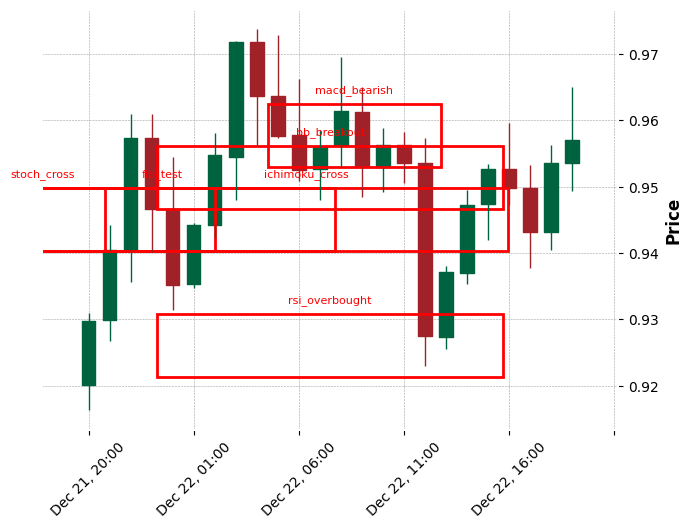 0.97
macd_bearish
0.96
bb_breakout
stoch_cross
ichimoku_cross
0.95
0.94
rsi_overbought
0.93
0.92
Price
Dec 21, 20:00
Dec 22, 01:00
Dec 22, 06:00
Dec 22, 11:00
Dec 22, 16:00